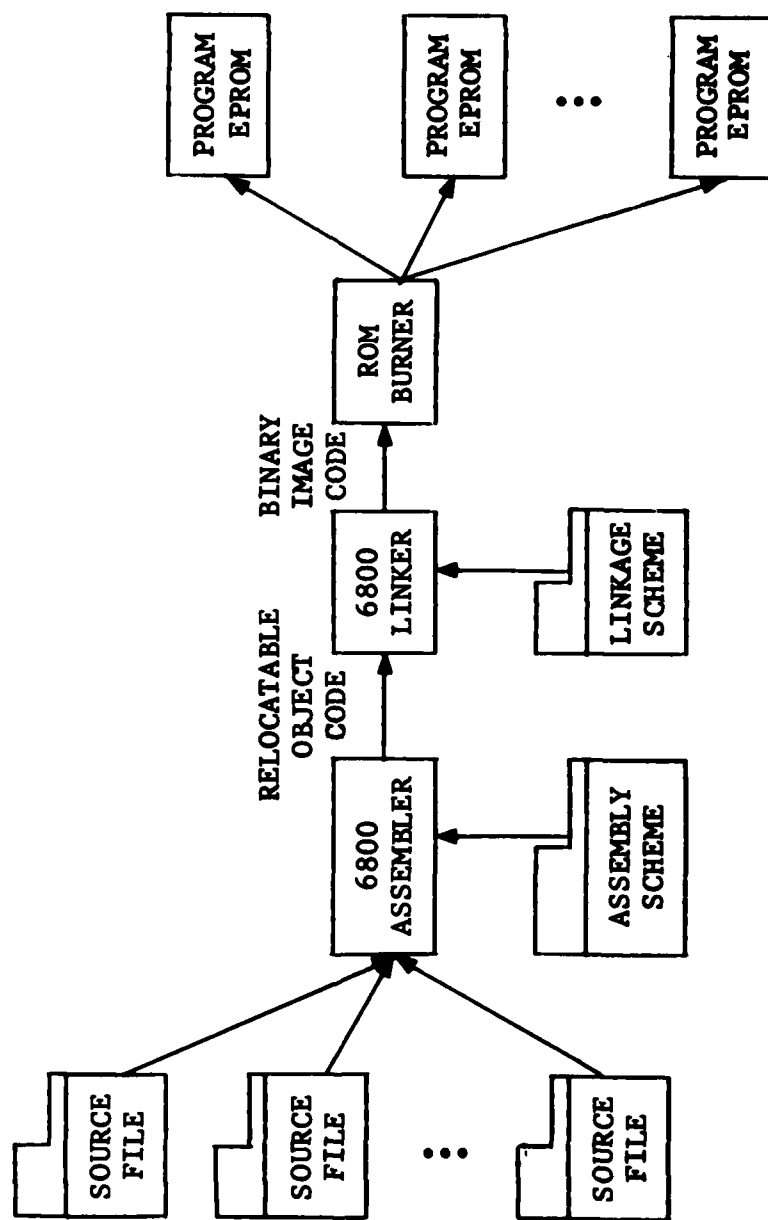 SOURCE
FILE
SOURCE
FILE
•••
SOURCE
FILE
6800
ASSEMBLER
ASSEMBLY
SCHEME
RELOCATABLE
OBJECT
CODE
6800
LINKER
LINKAGE
SCHEME
BINARY
IMAGE
CODE
ROM
BURNER
PROGRAM
EPROM
PROGRAM
EPROM
•••
PROGRAM
EPROM